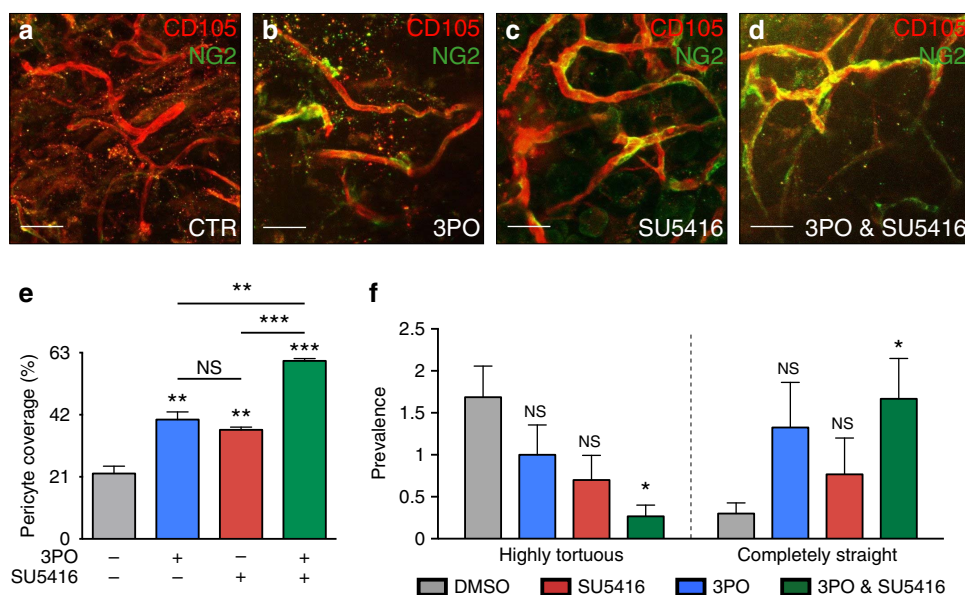 a
CD105
NG2
CTR
b
CD105
NG2
3PO
c
CD105
NG2
SU5416
d
CD105
NG2
3PO & SU5416
e
Pericyte coverage (%)
63
42
21
0
**
***
NS
**
**
***
3PO – + – +
SU5416 – – + +
f
Prevalence
2.5
2
1.5
1
0.5
0
NS
NS
*
NS
NS
*
Highly tortuous
Completely straight
DMSO SU5416 3PO 3PO & SU5416